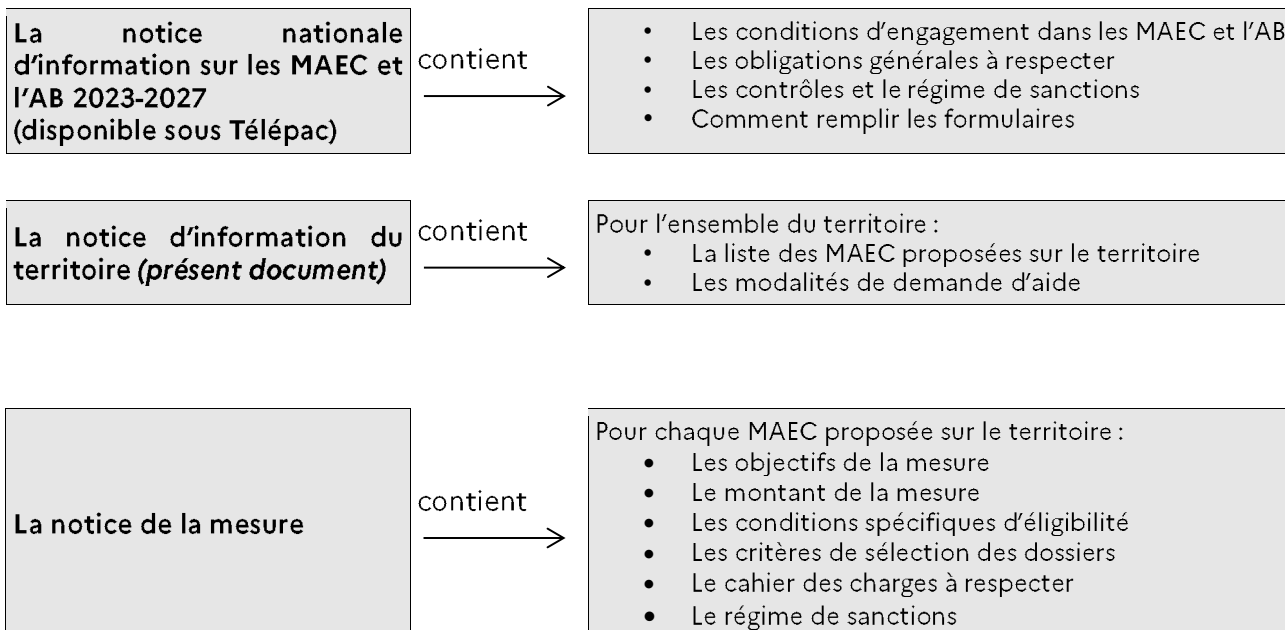 La notice nationale
d'information sur les MAEC et
l'AB 2023-2027
(disponible sous Télépac)
contient
• Les conditions d'engagement dans les MAEC et l'AB
• Les obligations générales à respecter
• Les contrôles et le régime de sanctions
• Comment remplir les formulaires
La notice d'information du
territoire (présent document)
contient
Pour l'ensemble du territoire :
• La liste des MAEC proposées sur le territoire
• Les modalités de demande d'aide
La notice de la mesure
contient
Pour chaque MAEC proposée sur le territoire :
• Les objectifs de la mesure
• Le montant de la mesure
• Les conditions spécifiques d'éligibilité
• Les critères de sélection des dossiers
• Le cahier des charges à respecter
• Le régime de sanctions